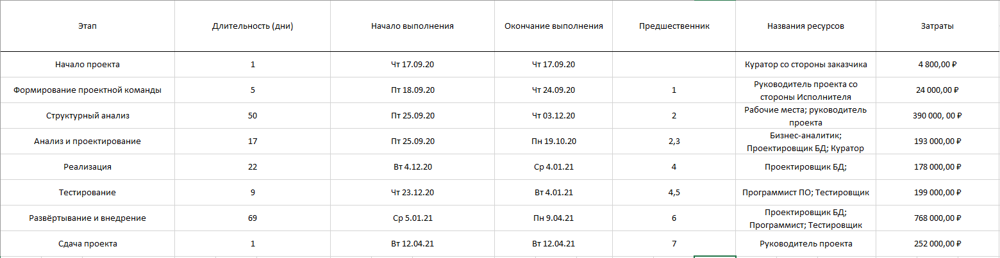 Этап Длительность (дни) Начало выполнения Окончание выполнения Предшественник Названия ресурсов Затраты
Начало проекта 1 Чт 17.09.20 Чт 17.09.20 Куратор со стороны заказчика 4 800,00 ₽
Формирование проектной команды 5 Пт 18.09.20 Чт 24.09.20 1 Руководитель проекта со
стороны Исполнителя 24 000,00 ₽
Структурный анализ 50 Пт 25.09.20 Чт 03.12.20 2 Рабочие места; руководитель
проекта 390 000, 00 ₽
Анализ и проектирование 17 Пт 25.09.20 Пн 19.10.20 2,3 Бизнес-аналитик;
Проектировщик БД; Куратор 193 000,00 ₽
Реализация 22 Вт 4.12.20 Ср 4.01.21 4 Проектировщик БД; 178 000,00 ₽
Тестирование 9 Чт 23.12.20 Вт 4.01.21 4,5 Программист ПО; Тестировщик 199 000,00 ₽
Развёртывание и внедрение 69 Ср 5.01.21 Пн 9.04.21 6 Проектировщик БД;
Программист; Тестировщик 768 000,00 ₽
Сдача проекта 1 Вт 12.04.21 Вт 12.04.21 7 Руководитель проекта 252 000,00 ₽